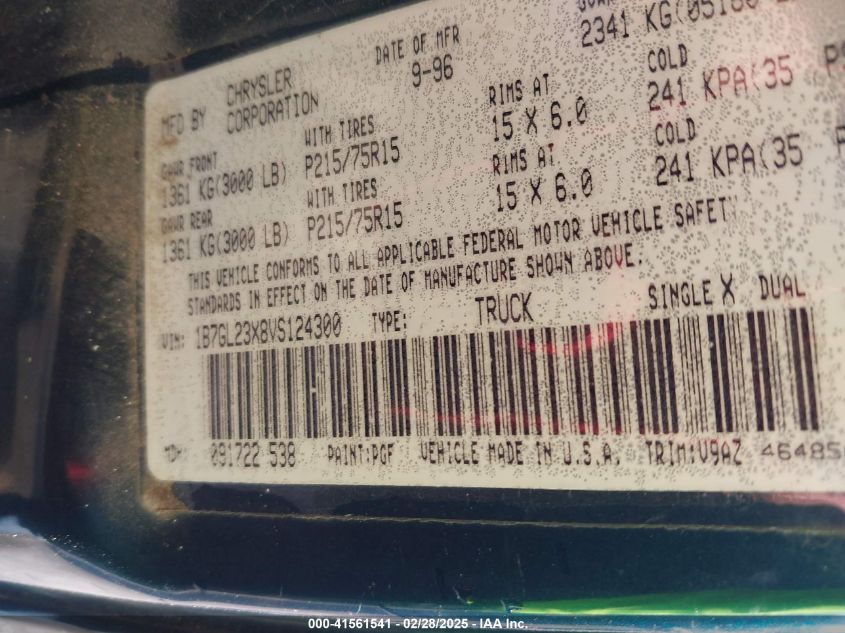 MFD BY CHRYSLER CORPORATION DATE OF MFR 9-96
2341 KG
GAWR FRONT WITH TIRES RIMS AT COLD
1361 KG(3000 LB) P215/75R15 15 X 6.0 241 KPA(35
GAWR REAR WITH TIRES RIMS AT COLD
1361 KG(3000 LB) P215/75R15 15 X 6.0 241 KPA(35
THIS VEHICLE CONFORMS TO ALL APPLICABLE FEDERAL MOTOR VEHICLE SAFETY
STANDARDS IN EFFECT ON THE DATE OF MANUFACTURE SHOWN ABOVE.
VIN: 1B7GL23X8VS124300 TYPE: TRUCK SINGLE X DUAL
MDH: 091722 538 PAINT:PGF VEHICLE MADE IN U.S.A. TRIM:V9AZ 46485
000-41561541 - 02/28/2025 - IAA Inc.